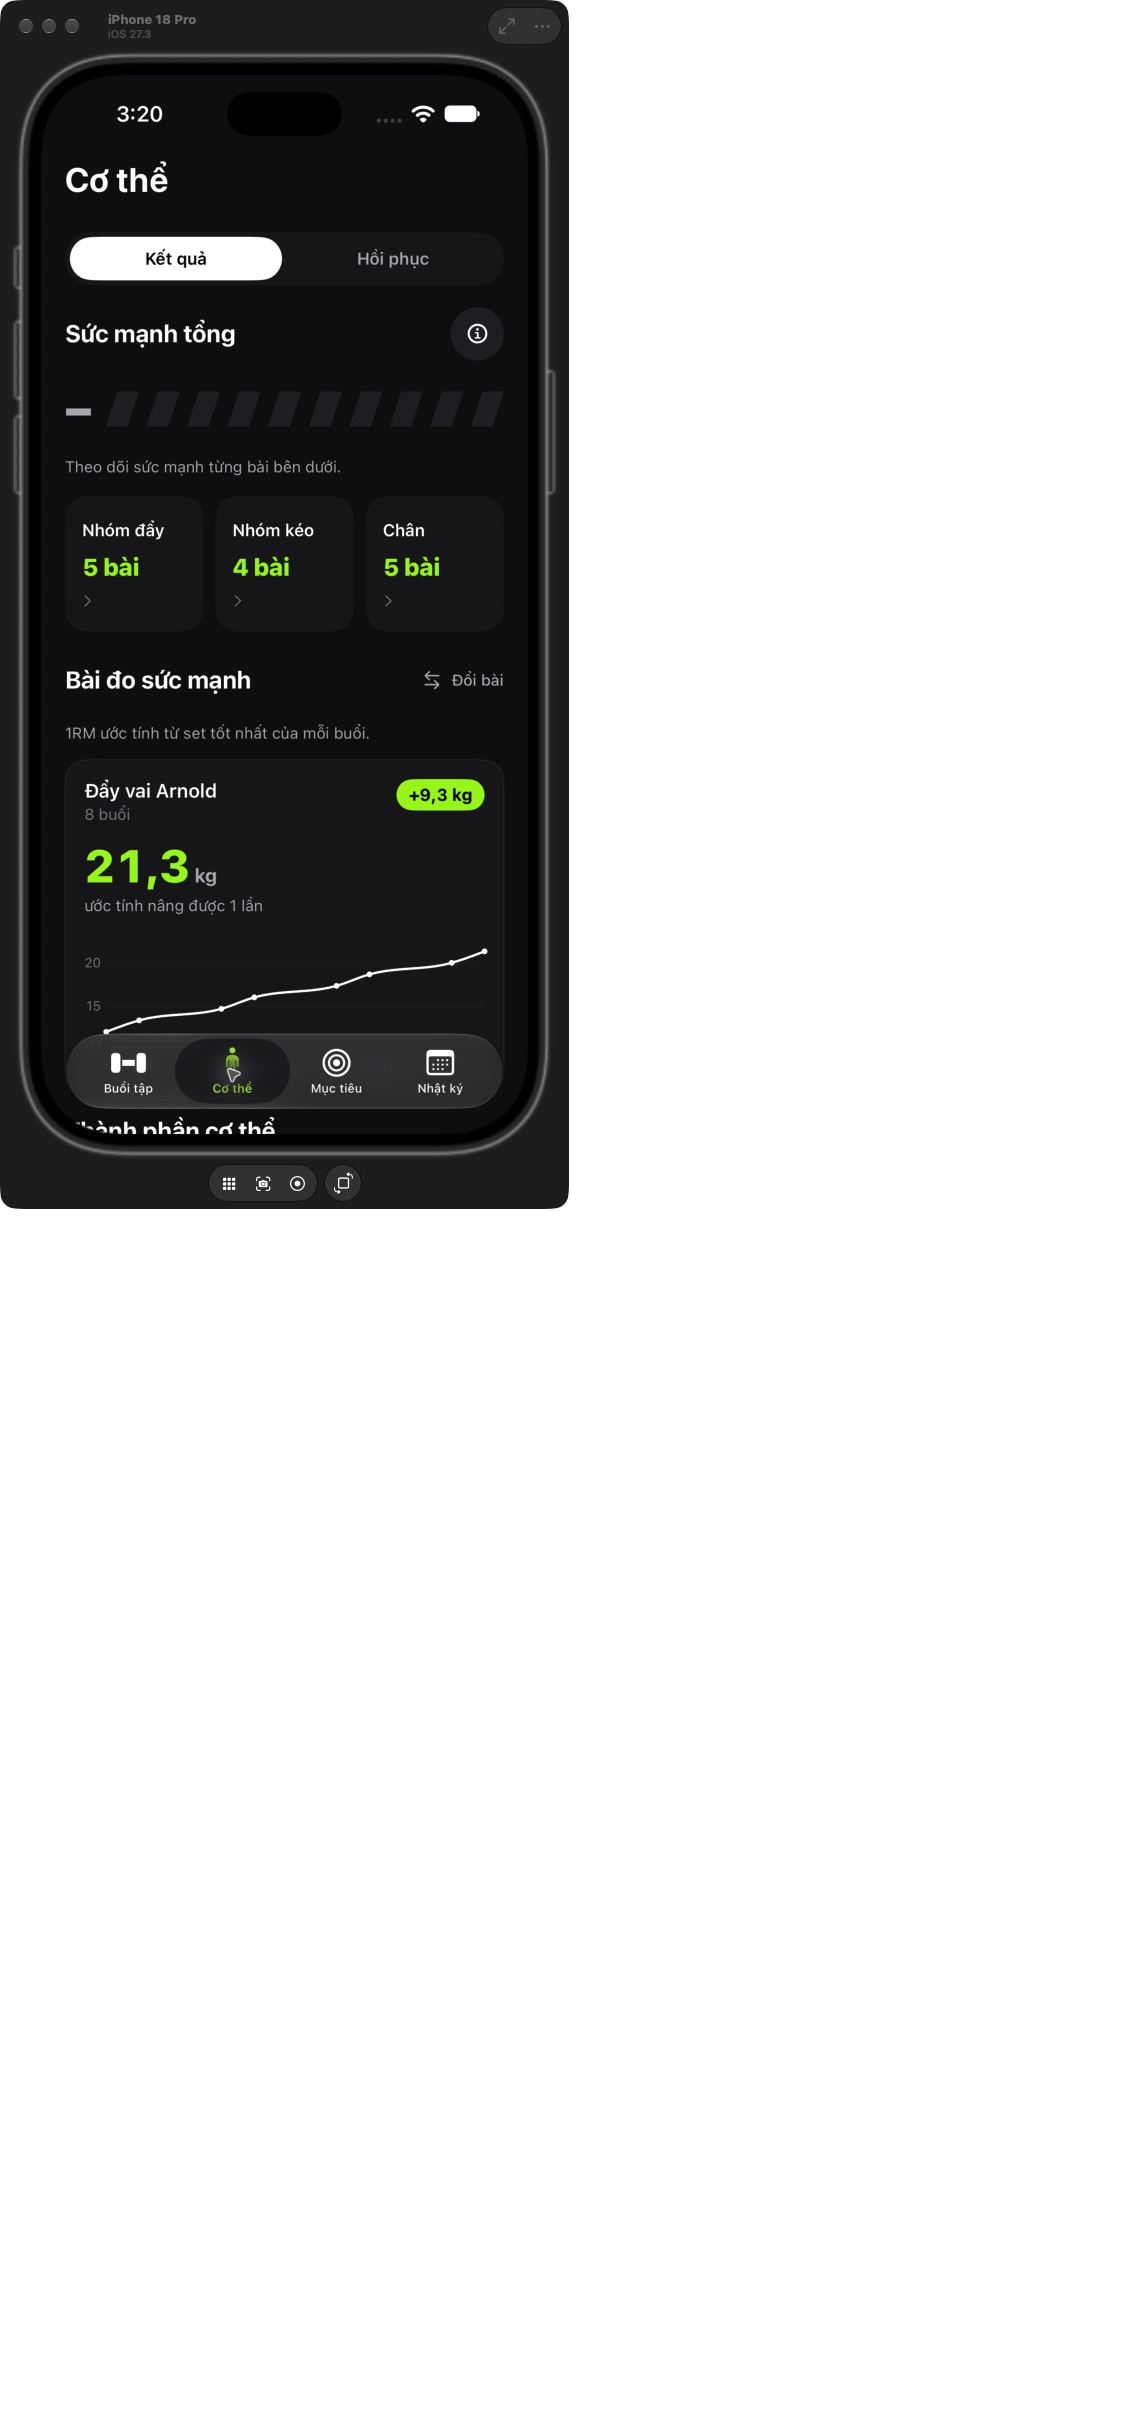 iPhone 18 Pro
iOS 27.3
3:20
Cơ thể
Kết quả
Hồi phục
Sức mạnh tổng
Theo dõi sức mạnh từng bài bên dưới.
Nhóm đẩy
Nhóm kéo
Chân
5 bài
4 bài
5 bài
Bài đo sức mạnh
Đổi bài
1RM ước tính từ set tốt nhất của mỗi buổi.
Đẩy vai Arnold
+9,3 kg
8 buổi
21,3 kg
ước tính nâng được 1 lần
20
15
Buổi tập
Cơ thể
Mục tiêu
Nhật ký
Thành phần cơ thể